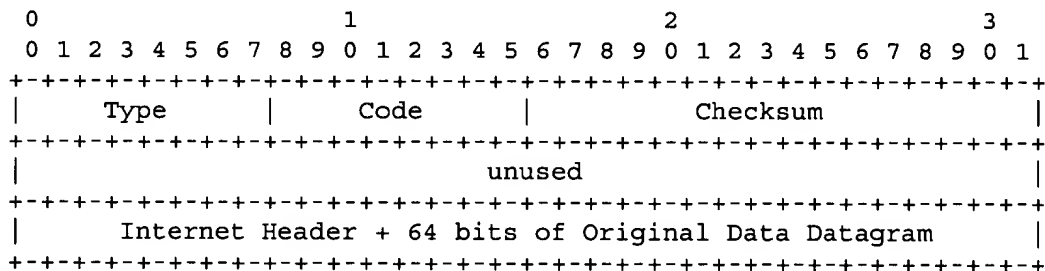 0                   1                   2                   3
0 1 2 3 4 5 6 7 8 9 0 1 2 3 4 5 6 7 8 9 0 1 2 3 4 5 6 7 8 9 0 1
+-+-+-+-+-+-+-+-+-+-+-+-+-+-+-+-+-+-+-+-+-+-+-+-+-+-+-+-+-+-+-+-+
|     Type      |     Code      |          Checksum             |
+-+-+-+-+-+-+-+-+-+-+-+-+-+-+-+-+-+-+-+-+-+-+-+-+-+-+-+-+-+-+-+-+
|                             unused                            |
+-+-+-+-+-+-+-+-+-+-+-+-+-+-+-+-+-+-+-+-+-+-+-+-+-+-+-+-+-+-+-+-+
|      Internet Header + 64 bits of Original Data Datagram      |
+-+-+-+-+-+-+-+-+-+-+-+-+-+-+-+-+-+-+-+-+-+-+-+-+-+-+-+-+-+-+-+-+